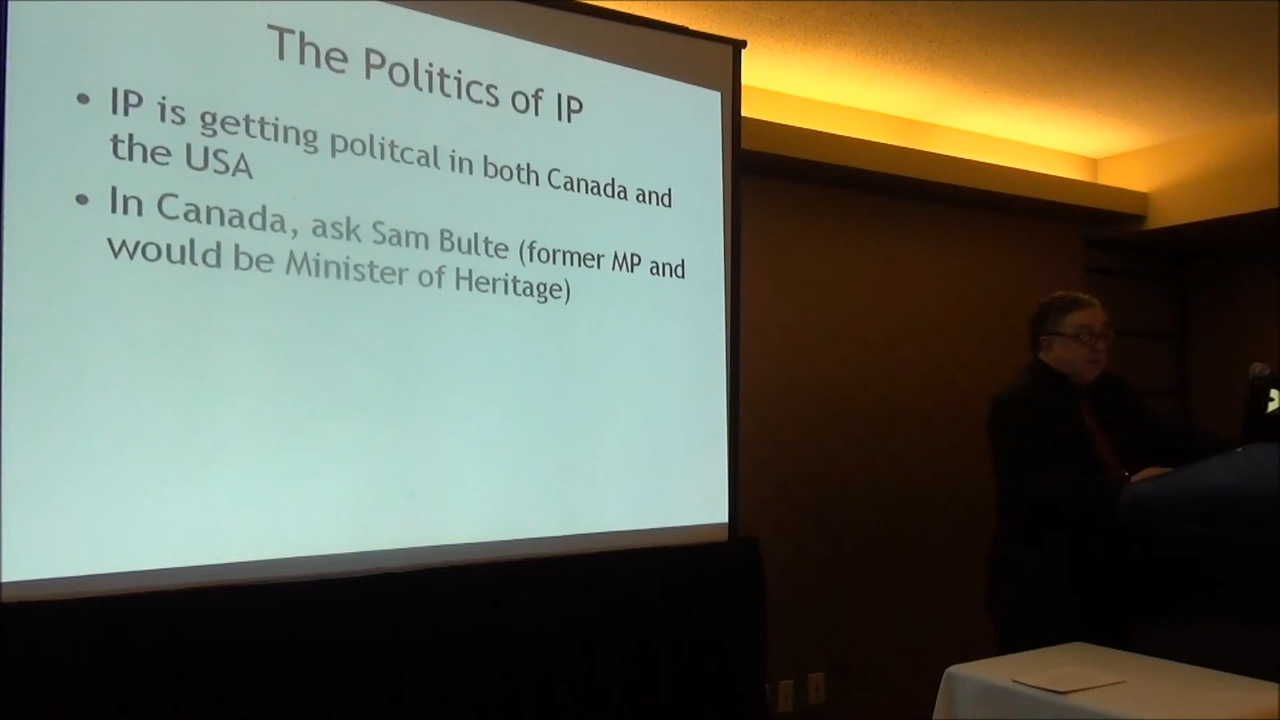 The Politics of IP
• IP is getting politcal in both Canada and
the USA
• In Canada, ask Sam Bulte (former MP and
would be Minister of Heritage)